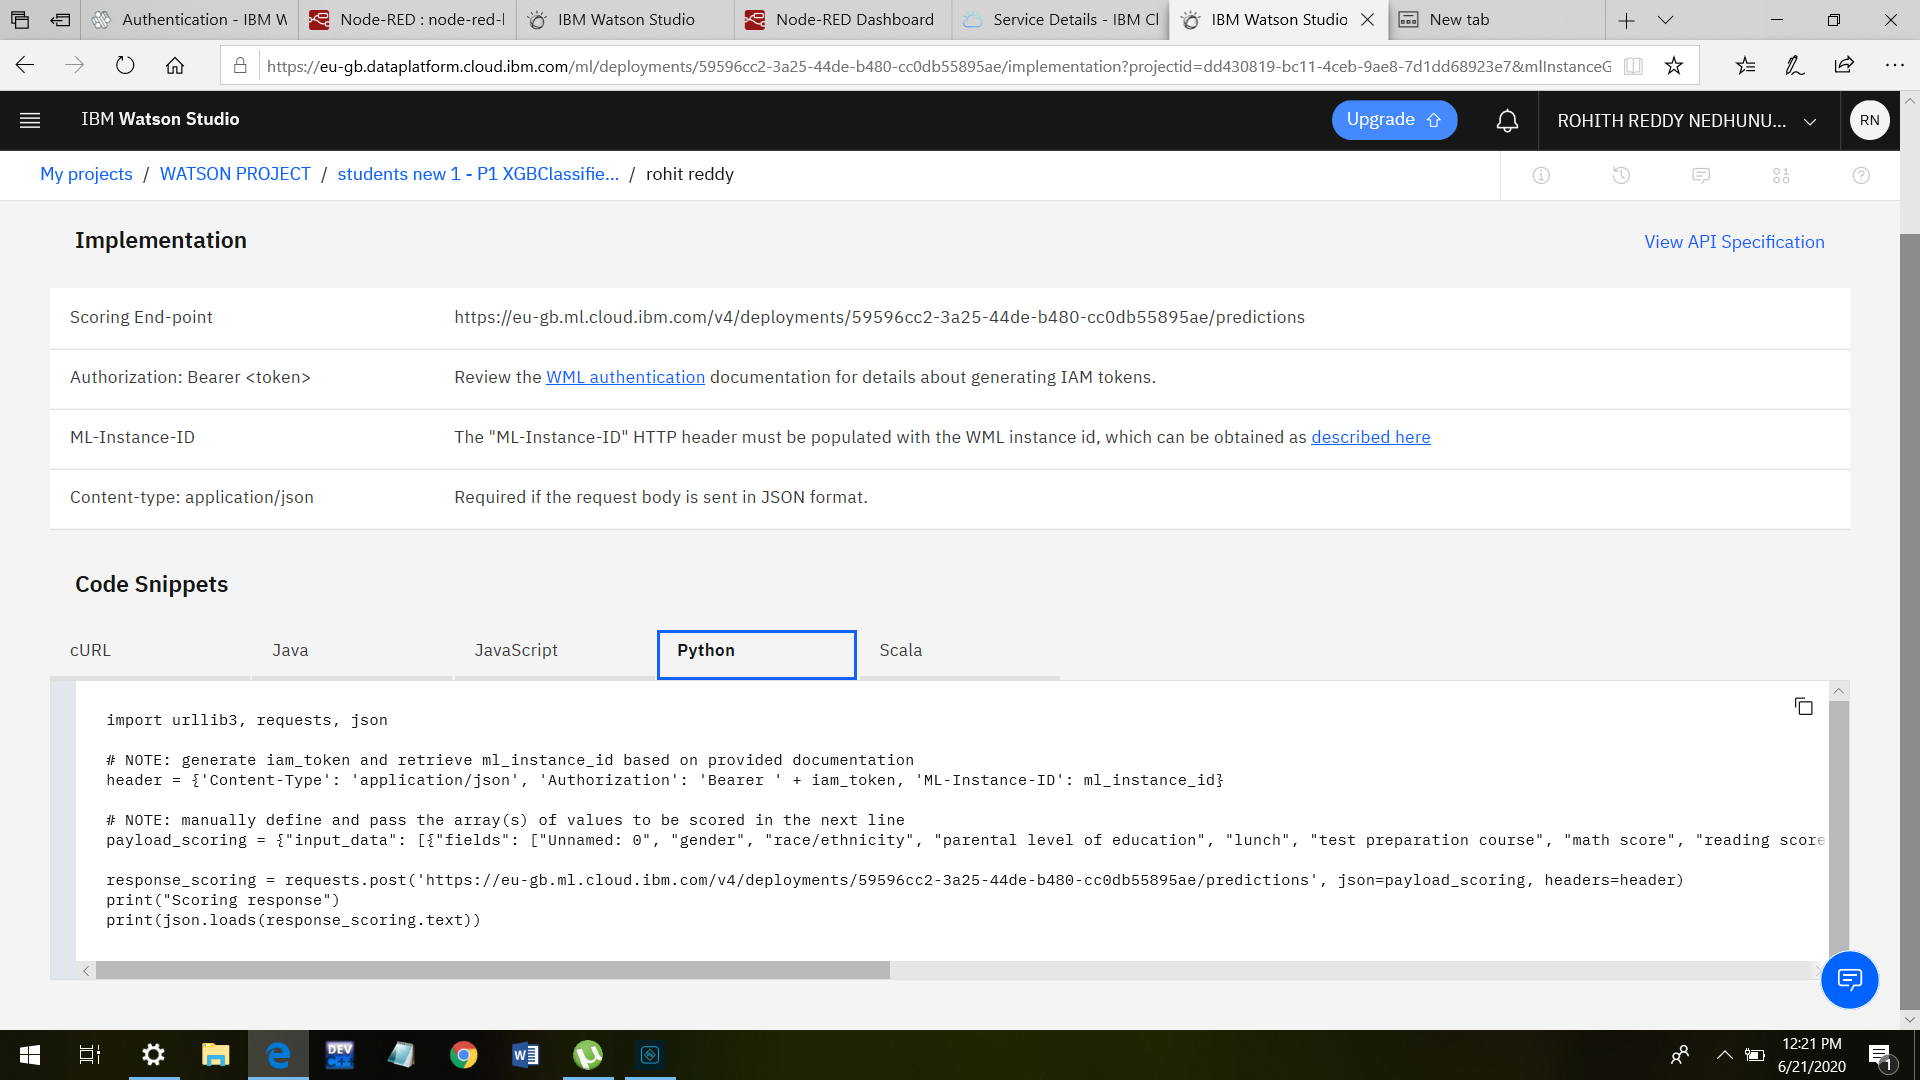 Authentication - IBM W
Node-RED : node-red-l
IBM Watson Studio
Node-RED Dashboard
Service Details - IBM Cl
IBM Watson Studio
New tab
https://eu-gb.dataplatform.cloud.ibm.com/ml/deployments/59596cc2-3a25-44de-b480-cc0db55895ae/implementation?projectid=dd430819-bc11-4ceb-9ae8-7d1dd68923e7&mlInstanceG
IBM Watson Studio
Upgrade
ROHITH REDDY NEDHUNU...
RN
My projects / WATSON PROJECT / students new 1 - P1 XGBClassifie... / rohit reddy
Implementation
View API Specification
Scoring End-point
https://eu-gb.ml.cloud.ibm.com/v4/deployments/59596cc2-3a25-44de-b480-cc0db55895ae/predictions
Authorization: Bearer <token>
Review the WML authentication documentation for details about generating IAM tokens.
ML-Instance-ID
The "ML-Instance-ID" HTTP header must be populated with the WML instance id, which can be obtained as described here
Content-type: application/json
Required if the request body is sent in JSON format.
Code Snippets
cURL
Java
JavaScript
Python
Scala
import urllib3, requests, json
# NOTE: generate iam_token and retrieve ml_instance_id based on provided documentation
header = {'Content-Type': 'application/json', 'Authorization': 'Bearer ' + iam_token, 'ML-Instance-ID': ml_instance_id}
# NOTE: manually define and pass the array(s) of values to be scored in the next line
payload_scoring = {"input_data": [{"fields": ["Unnamed: 0", "gender", "race/ethnicity", "parental level of education", "lunch", "test preparation course", "math score", "reading score
response_scoring = requests.post('https://eu-gb.ml.cloud.ibm.com/v4/deployments/59596cc2-3a25-44de-b480-cc0db55895ae/predictions', json=payload_scoring, headers=header)
print("Scoring response")
print(json.loads(response_scoring.text))
DEV
C++
12:21 PM
6/21/2020
1